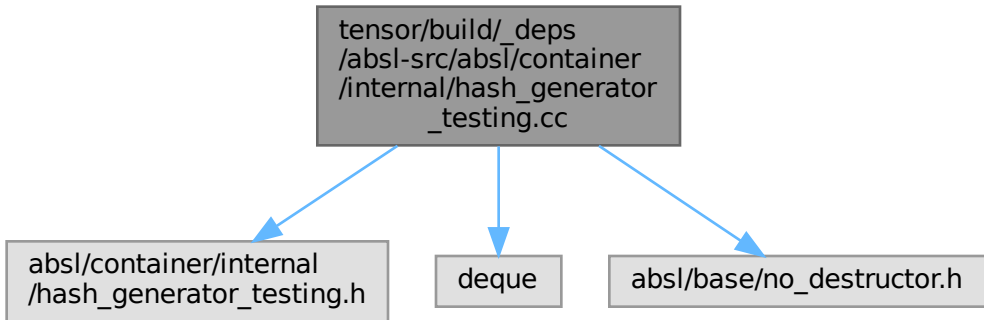 tensor/build/_deps
/absl-src/absl/container
/internal/hash_generator
_testing.cc
absl/container/internal
/hash_generator_testing.h
deque
absl/base/no_destructor.h